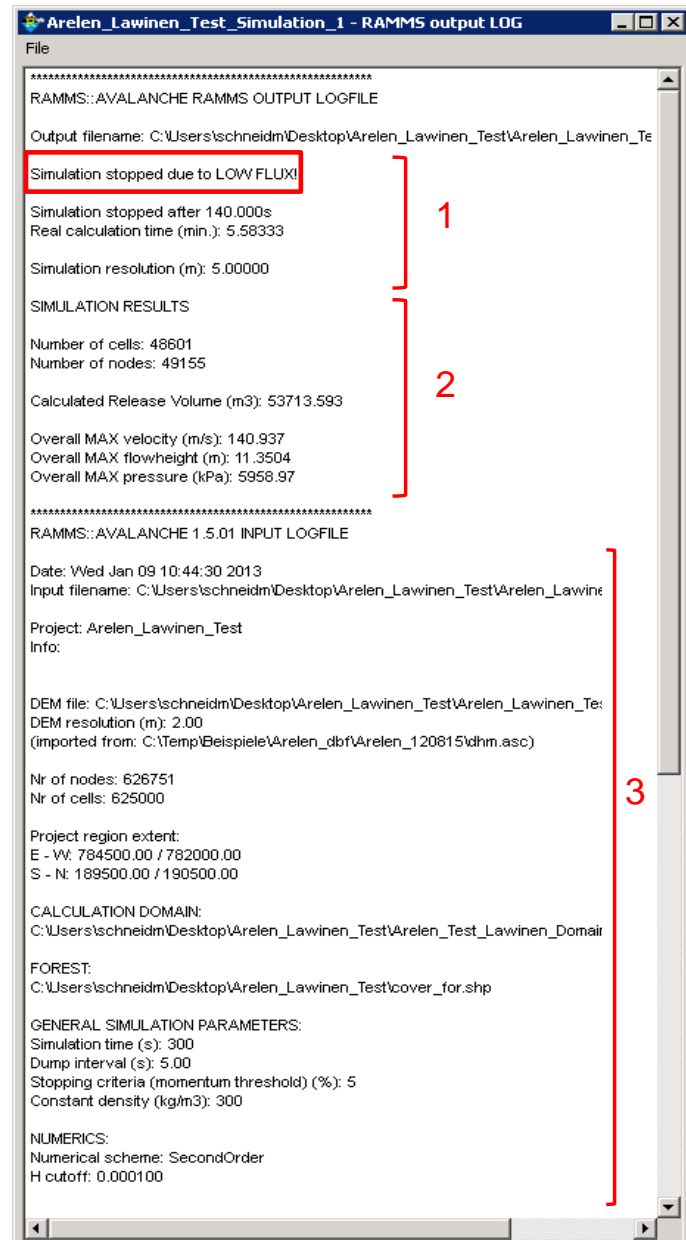 Arelen_Lawinen_Test_Simulation_1 - RAMMS output LOG
File
**********************************************************
RAMMS::AVALANCHE RAMMS OUTPUT LOGFILE
Output filename: C:\Users\schneidm\Desktop\Arelen_Lawinen_Test\Arelen_Lawinen_Te
Simulation stopped due to LOW FLUX!
Simulation stopped after 140.000s
Real calculation time (min.): 5.58333
Simulation resolution (m): 5.00000
1
SIMULATION RESULTS
Number of cells: 48601
Number of nodes: 49155
Calculated Release Volume (m3): 53713.593
Overall MAX velocity (m/s): 140.937
Overall MAX flowheight (m): 11.3504
Overall MAX pressure (kPa): 5958.97
2
**********************************************************
RAMMS::AVALANCHE 1.5.01 INPUT LOGFILE
Date: Wed Jan 09 10:44:30 2013
Input filename: C:\Users\schneidm\Desktop\Arelen_Lawinen_Test\Arelen_Lawine
Project: Arelen_Lawinen_Test
Info:
DEM file: C:\Users\schneidm\Desktop\Arelen_Lawinen_Test\Arelen_Lawinen_Tes
DEM resolution (m): 2.00
(imported from: C:\Temp\Beispiele\Arelen_dbf\Arelen_120815\dhm.asc)
Nr of nodes: 626751
Nr of cells: 625000
Project region extent:
E - W: 784500.00 / 782000.00
S - N: 189500.00 / 190500.00
CALCULATION DOMAIN:
C:\Users\schneidm\Desktop\Arelen_Lawinen_Test\Arelen_Test_Lawinen_Domain
FOREST:
C:\Users\schneidm\Desktop\Arelen_Lawinen_Test\cover_for.shp
GENERAL SIMULATION PARAMETERS:
Simulation time (s): 300
Dump interval (s): 5.00
Stopping criteria (momentum threshold) (%): 5
Constant density (kg/m3): 300
NUMERICS:
Numerical scheme: SecondOrder
H cutoff: 0.000100
3